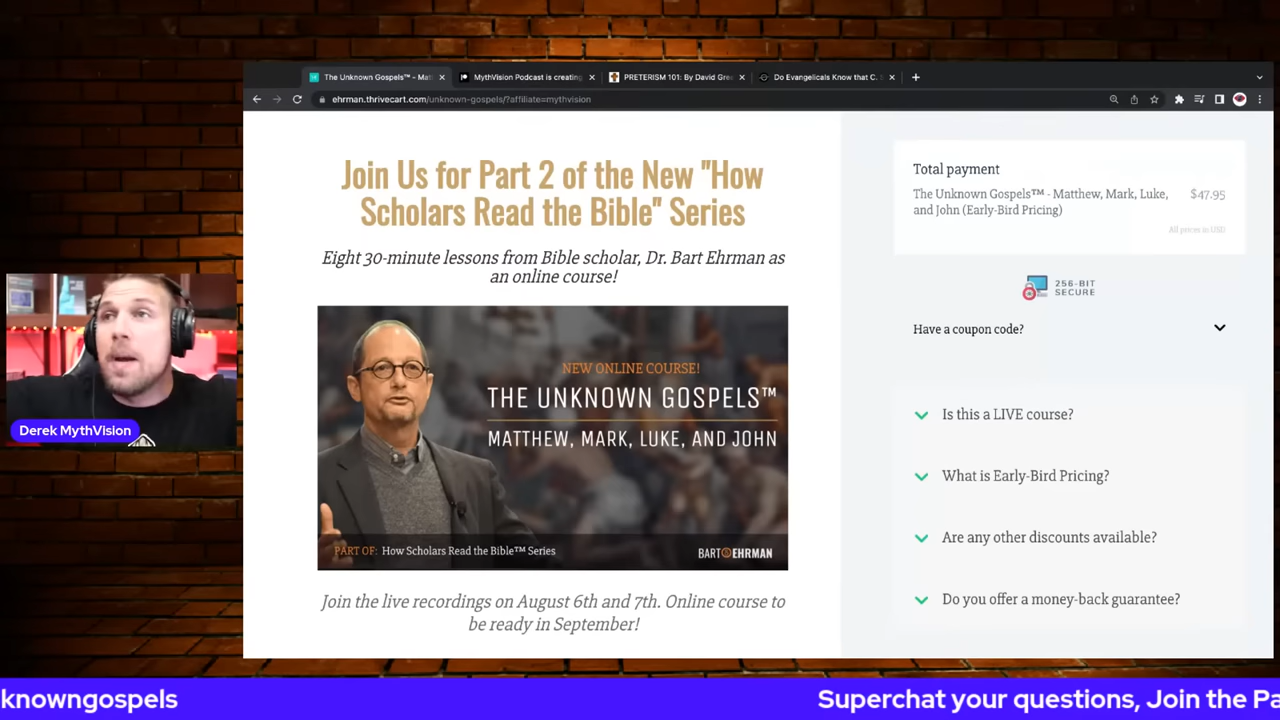 The Unknown Gospels™ - Mat
MythVision Podcast is creating
PRETERISM 101: By David Gre
Do Evangelicals Know that C. S
ehrman.thrivecart.com/unknown-gospels/?affiliate=mythvision
Join Us for Part 2 of the New "How
Scholars Read the Bible" Series
Eight 30-minute lessons from Bible scholar, Dr. Bart Ehrman as
an online course!
NEW ONLINE COURSE!
THE UNKNOWN GOSPELS™
MATTHEW, MARK, LUKE, AND JOHN
PART OF: How Scholars Read the Bible™ Series
BART EHRMAN
Join the live recordings on August 6th and 7th. Online course to
be ready in September!
Total payment
The Unknown Gospels™ - Matthew, Mark, Luke, $47.95
and John (Early-Bird Pricing)
All prices in USD
256-BIT
SECURE
Have a coupon code?
Is this a LIVE course?
What is Early-Bird Pricing?
Are any other discounts available?
Do you offer a money-back guarantee?
Derek MythVision
knowngospels
Superchat your questions, Join the Pa